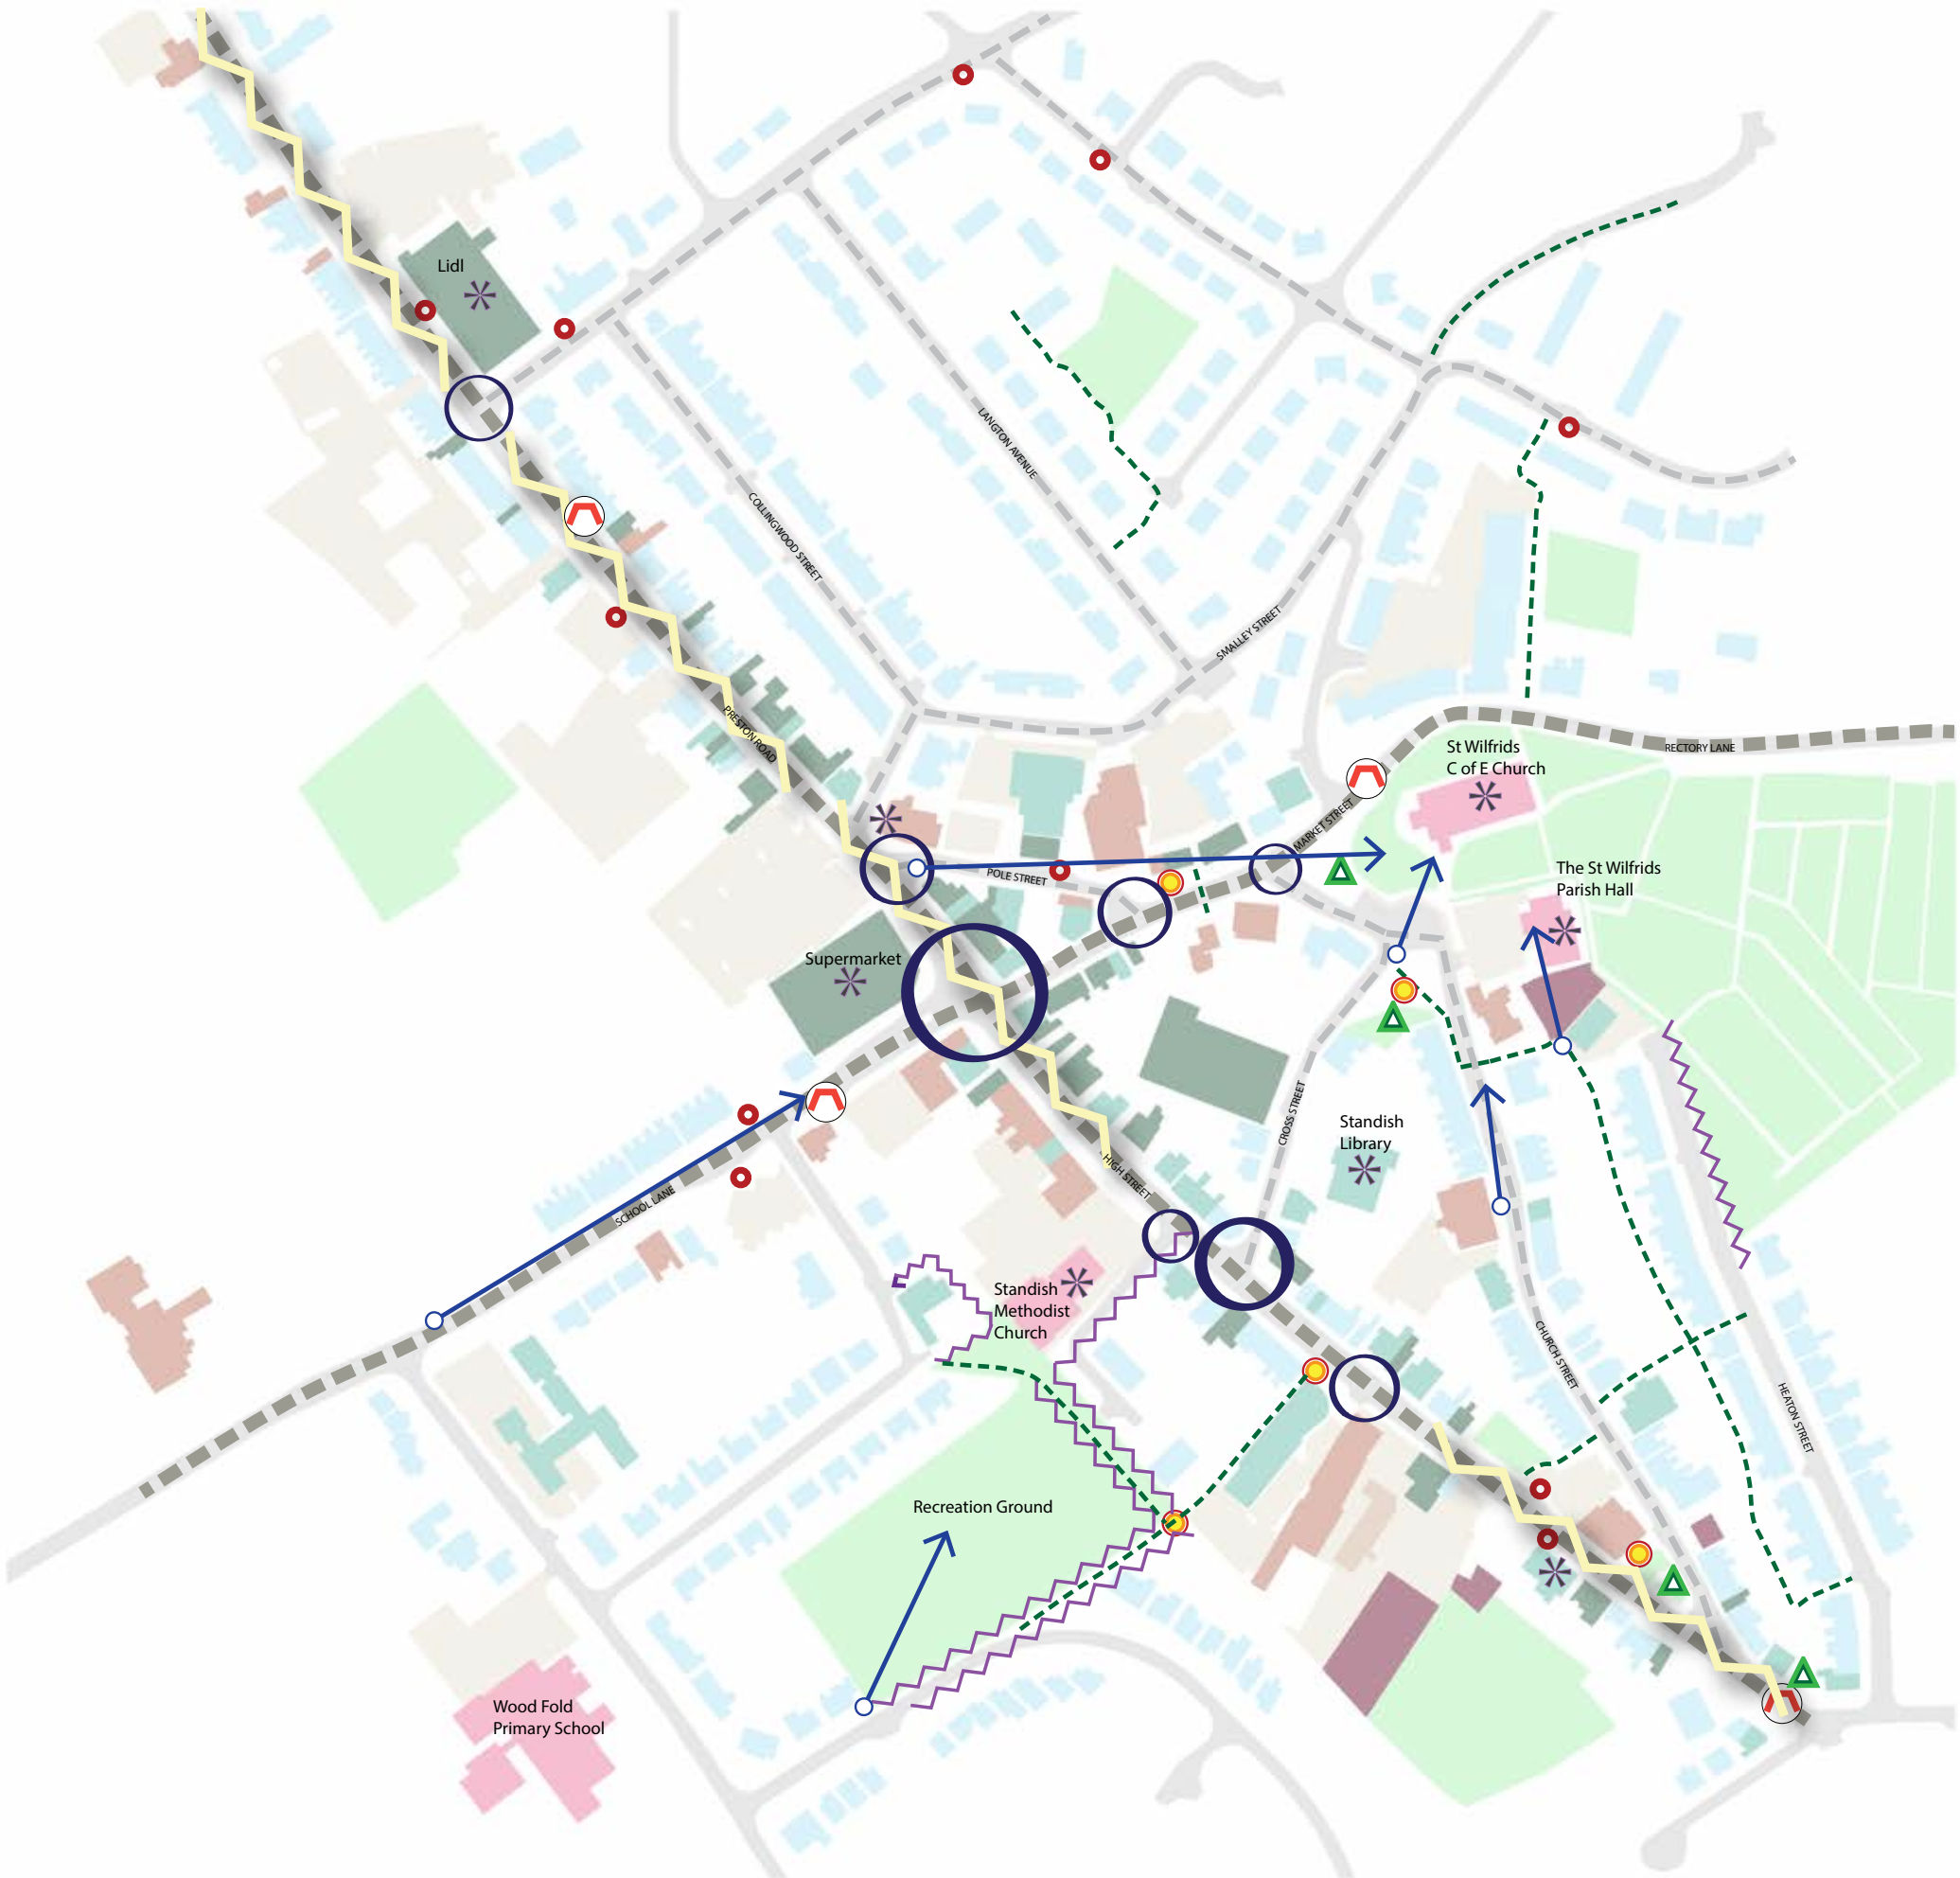 Lidl
LANGTON AVENUE
COLLINGWOOD STREET
SMALLEY STREET
PRESTON ROAD
St Wilfrids
C of E Church
RECTORY LANE
MARKET STREET
POLE STREET
The St Wilfrids
Parish Hall
Supermarket
CROSS STREET
Standish
Library
HIGH STREET
SCHOOL LANE
Standish
Methodist
Church
CHURCH STREET
HEATON STREET
Recreation Ground
Wood Fold
Primary School